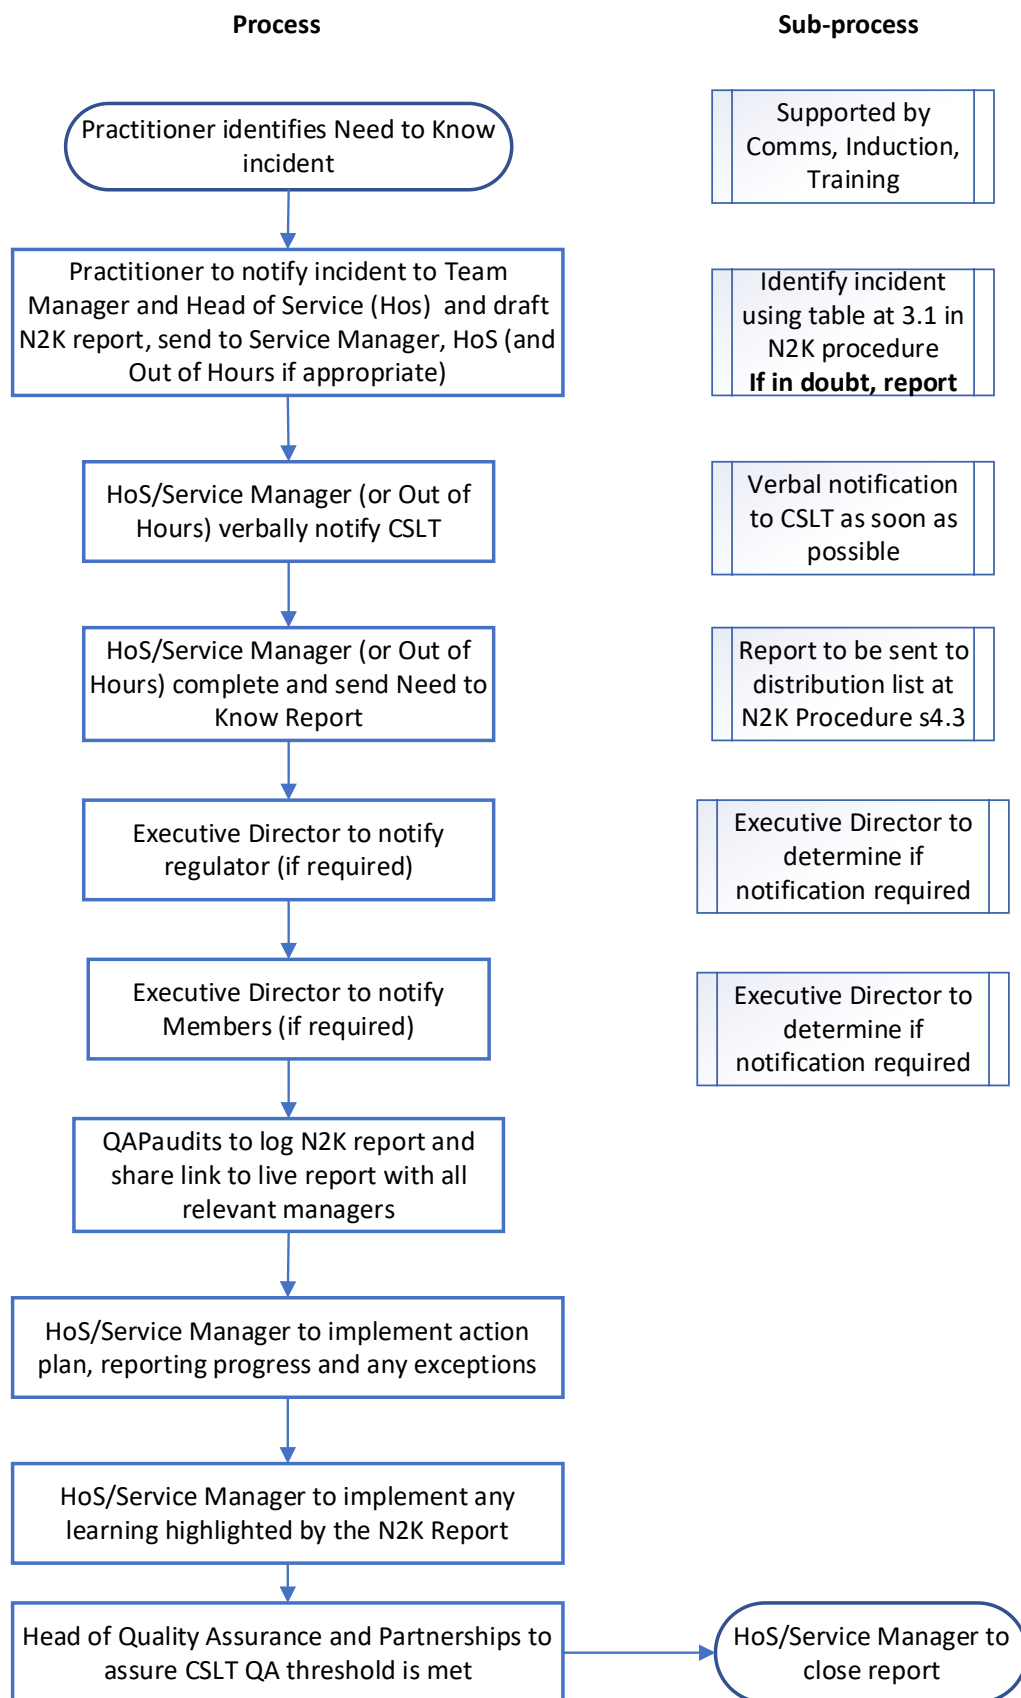 Process
Sub-process
Practitioner identifies Need to Know
incident
Supported by
Comms, Induction,
Training
Practitioner to notify incident to Team
Manager and Head of Service (Hos)  and draft
N2K report, send to Service Manager, HoS (and
Out of Hours if appropriate)
Identify incident
using table at 3.1 in
N2K procedure
If in doubt, report
HoS/Service Manager (or Out of
Hours) verbally notify CSLT
Verbal notification
to CSLT as soon as
possible
HoS/Service Manager (or Out of
Hours) complete and send Need to
Know Report
Report to be sent to
distribution list at
N2K Procedure s4.3
Executive Director to notify
regulator (if required)
Executive Director to
determine if
notification required
Executive Director to notify
Members (if required)
Executive Director to
determine if
notification required
QAPaudits to log N2K report and
share link to live report with all
relevant managers
HoS/Service Manager to implement action
plan, reporting progress and any exceptions
HoS/Service Manager to implement any
learning highlighted by the N2K Report
Head of Quality Assurance and Partnerships to
assure CSLT QA threshold is met
HoS/Service Manager to
close report